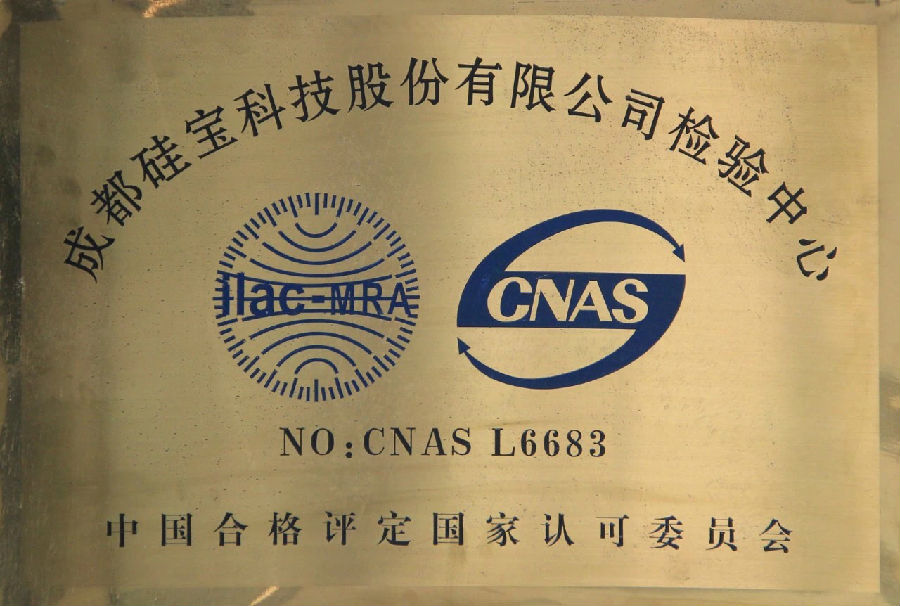 成都硅宝科技股份有限公司检验中心
ilac-MRA
CNAS
NO:CNAS L6683
中国合格评定国家认可委员会